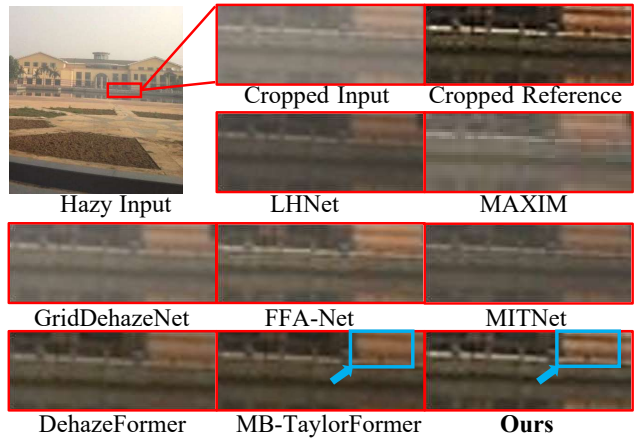 Cropped Input Cropped Reference
Hazy Input LHNet MAXIM
GridDehazeNet FFA-Net MITNet
DehazeFormer MB-TaylorFormer Ours